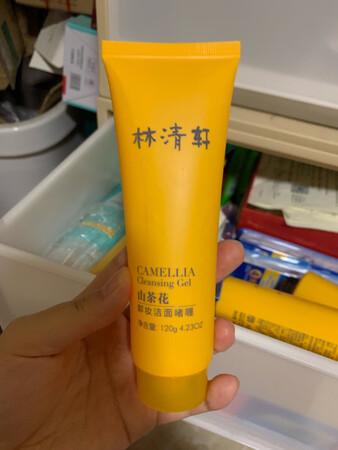 林清轩
CAMELLIA
Cleansing Gel
山茶花
卸妆洁面啫喱
净含量: 120g 4.23OZ